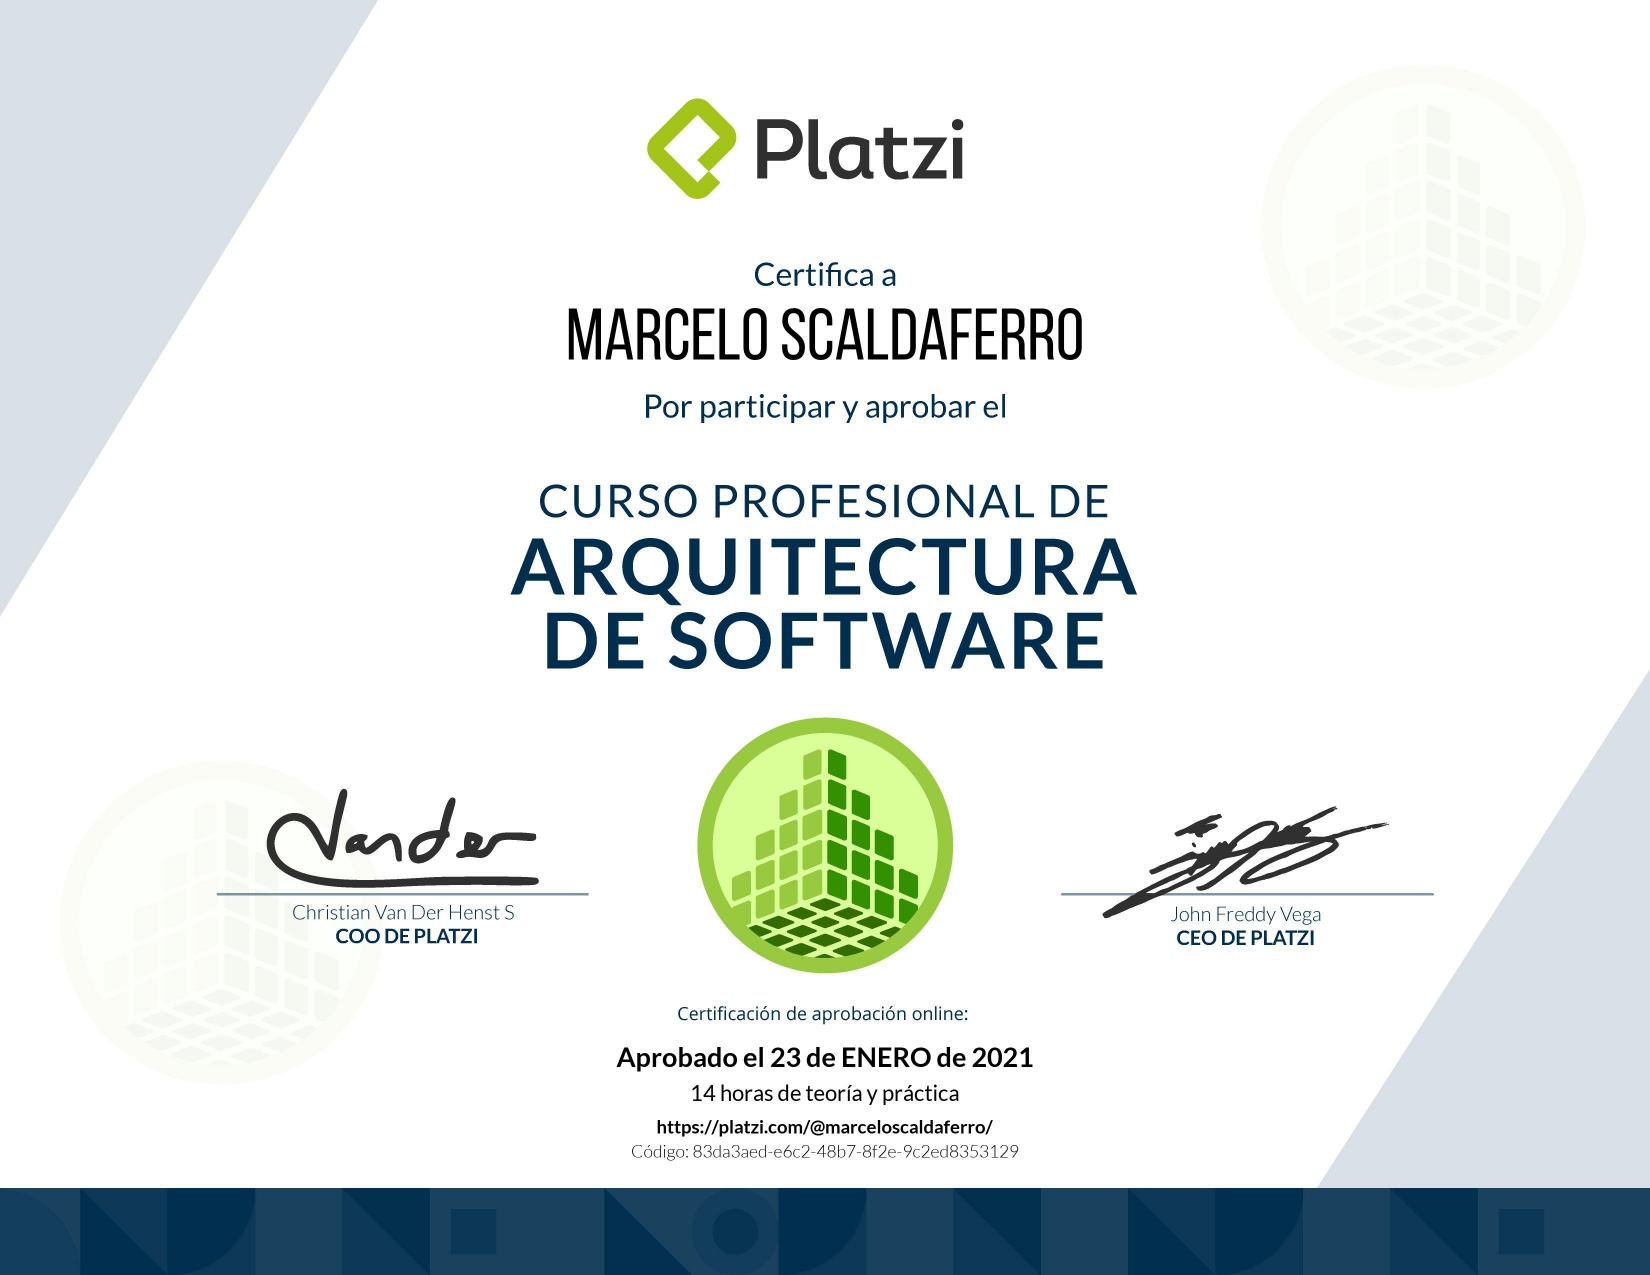 Platzi
Certifica a
MARCELO SCALDAFERRO
Por participar y aprobar el
CURSO PROFESIONAL DE
ARQUITECTURA
DE SOFTWARE
Vander
Christian Van Der Henst S
COO DE PLATZI
John Freddy Vega
CEO DE PLATZI
Certificación de aprobación online:
Aprobado el 23 de ENERO de 2021
14 horas de teoría y práctica
https://platzi.com/@marceloscaldaferro/
Código: 83da3aed-e6c2-48b7-8f2e-9c2ed8353129